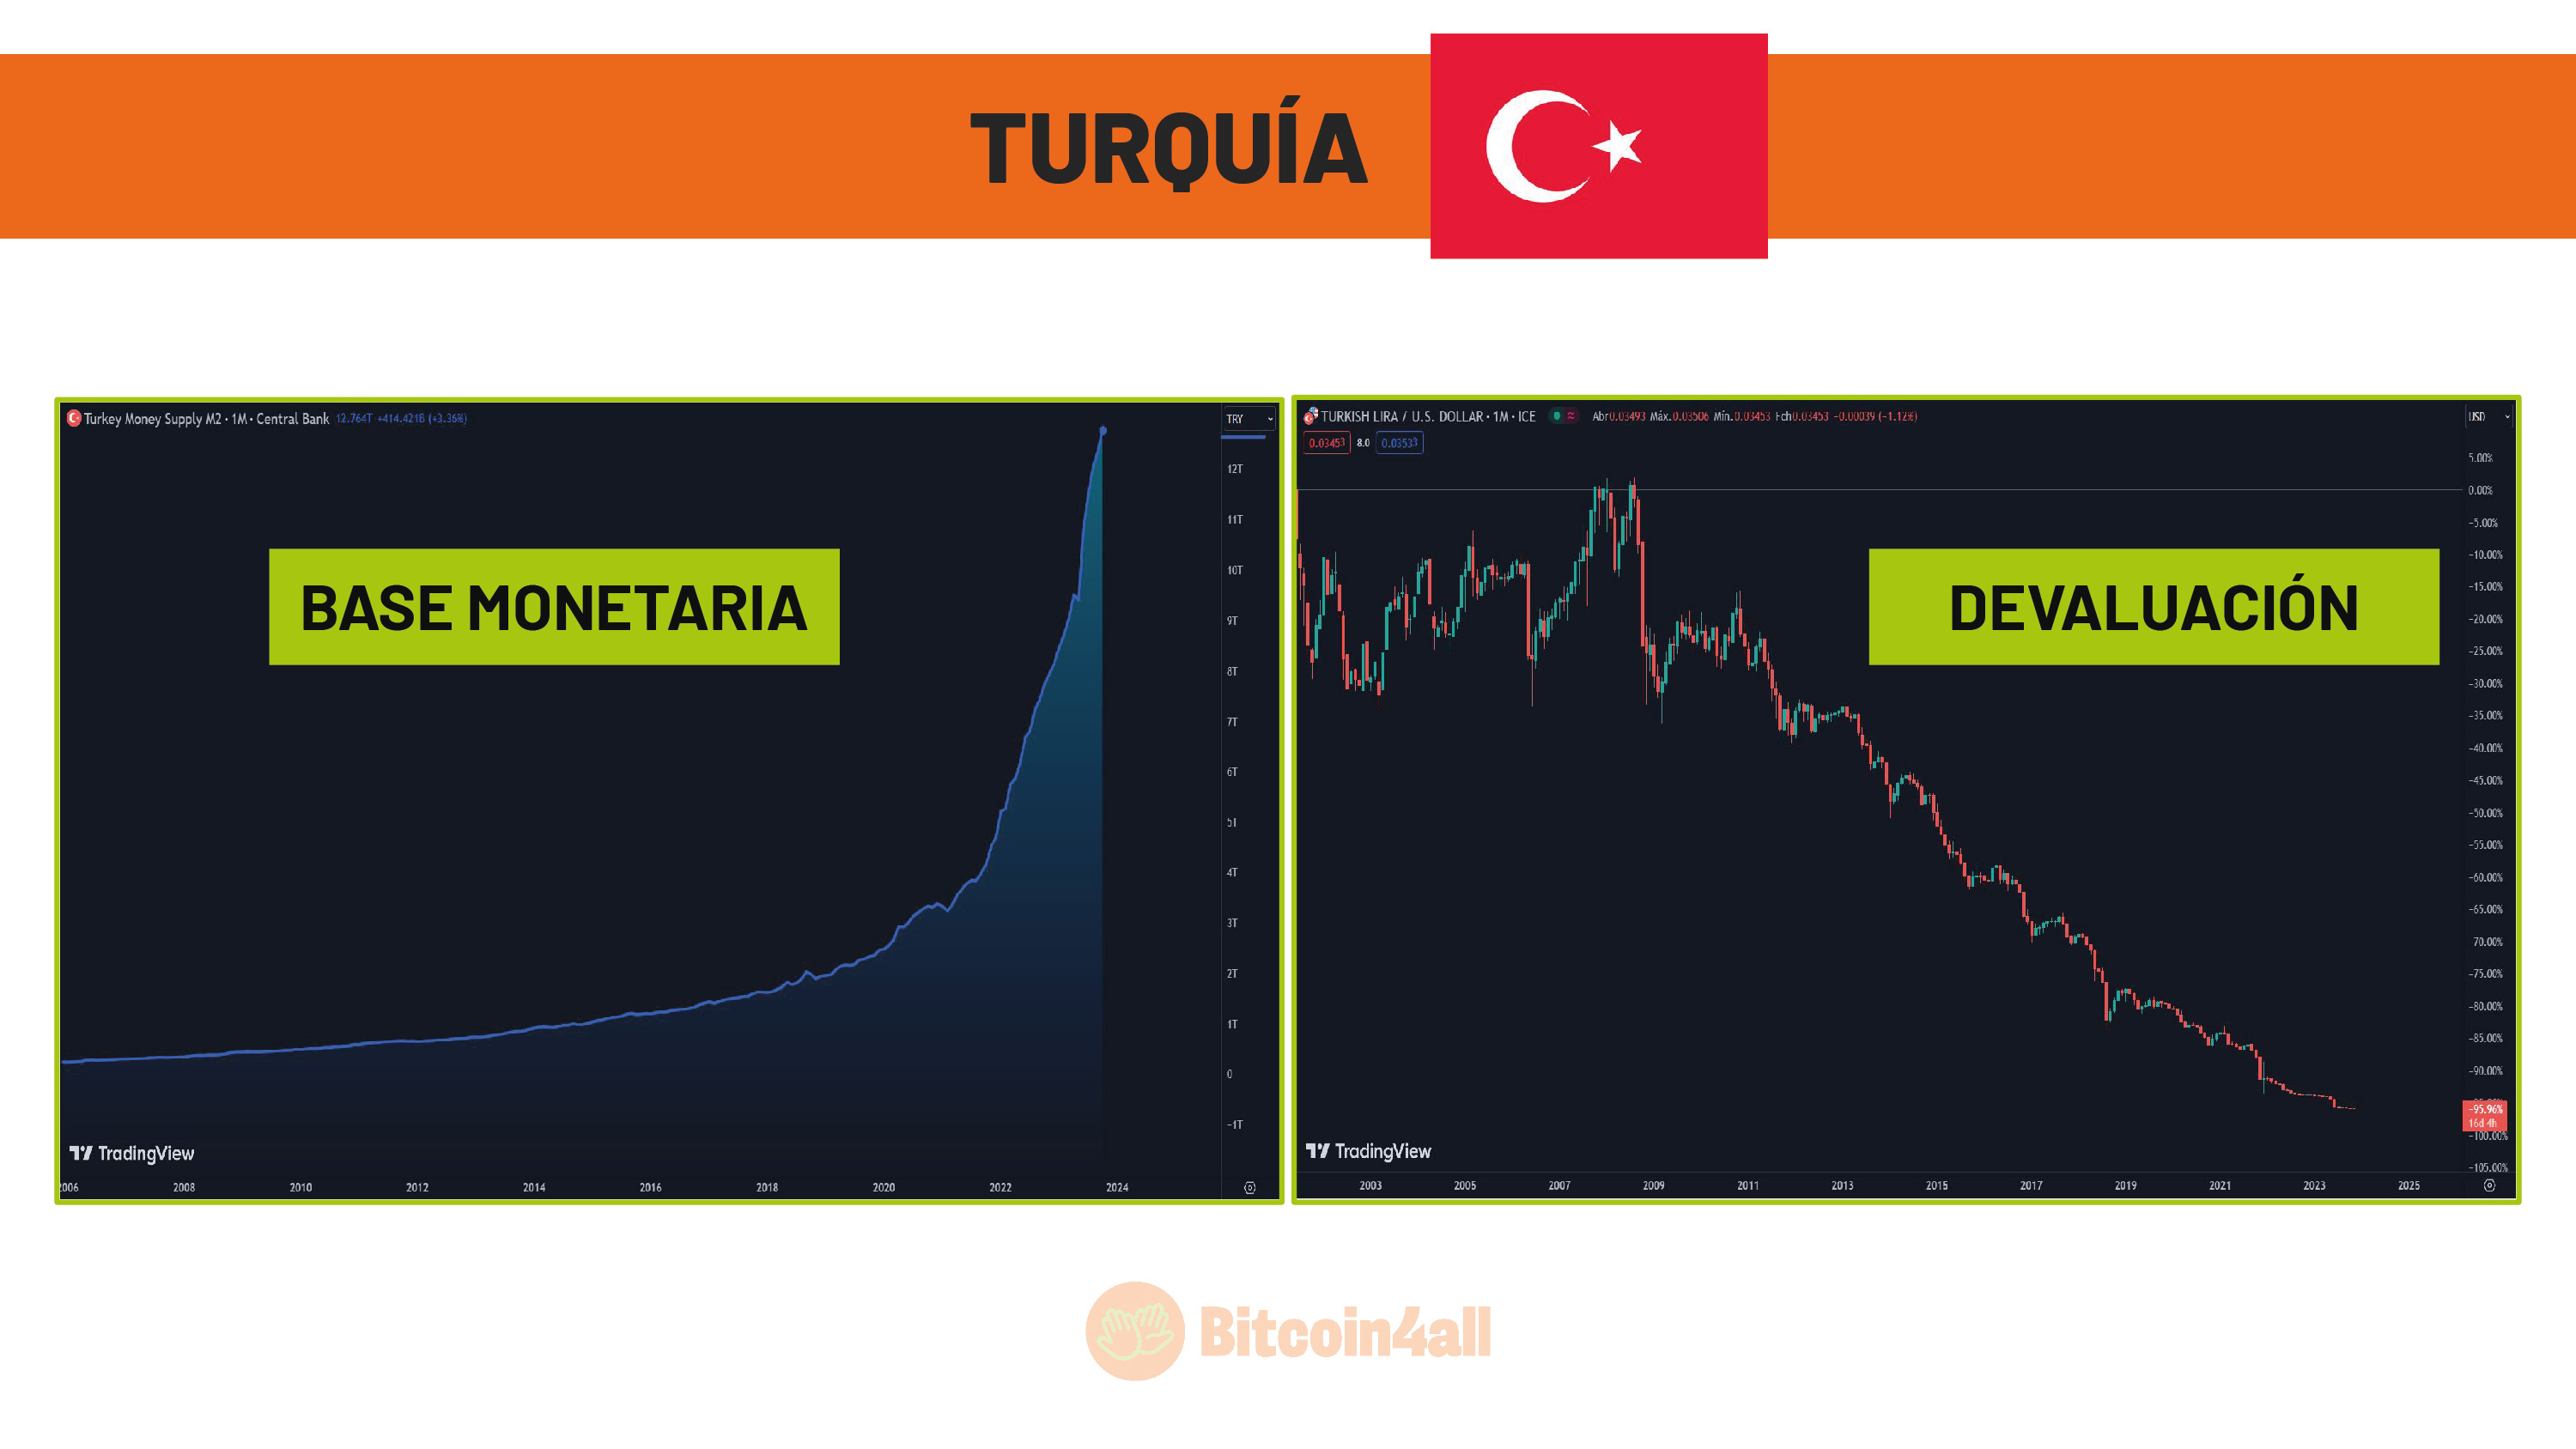 TURQUÍA
Turkey Money Supply M2 · 1M · Central Bank 12.764T +414.421B (+3.36%)
TRY
12T
11T
10T
9T
8T
7T
6T
5T
4T
3T
2T
1T
0
-1T
BASE MONETARIA
TradingView
2006 2008 2010 2012 2014 2016 2018 2020 2022 2024
TURKISH LIRA / U.S. DOLLAR · 1M · ICE Abr0.03493 Máx.0.03506 Mín.0.03453 Fch0.03453 -0.00039 (-1.12%)
0.03453 8.0 0.03533
USD
5.00%
0.00%
-5.00%
-10.00%
-15.00%
-20.00%
-25.00%
-30.00%
-35.00%
-40.00%
-45.00%
-50.00%
-55.00%
-60.00%
-65.00%
70.00%
-75.00%
-80.00%
-85.00%
-90.00%
-95.96%
16d 4h
-100.00%
-105.00%
DEVALUACIÓN
TradingView
2003 2005 2007 2009 2011 2013 2015 2017 2019 2021 2023 2025
Bitcoin4all